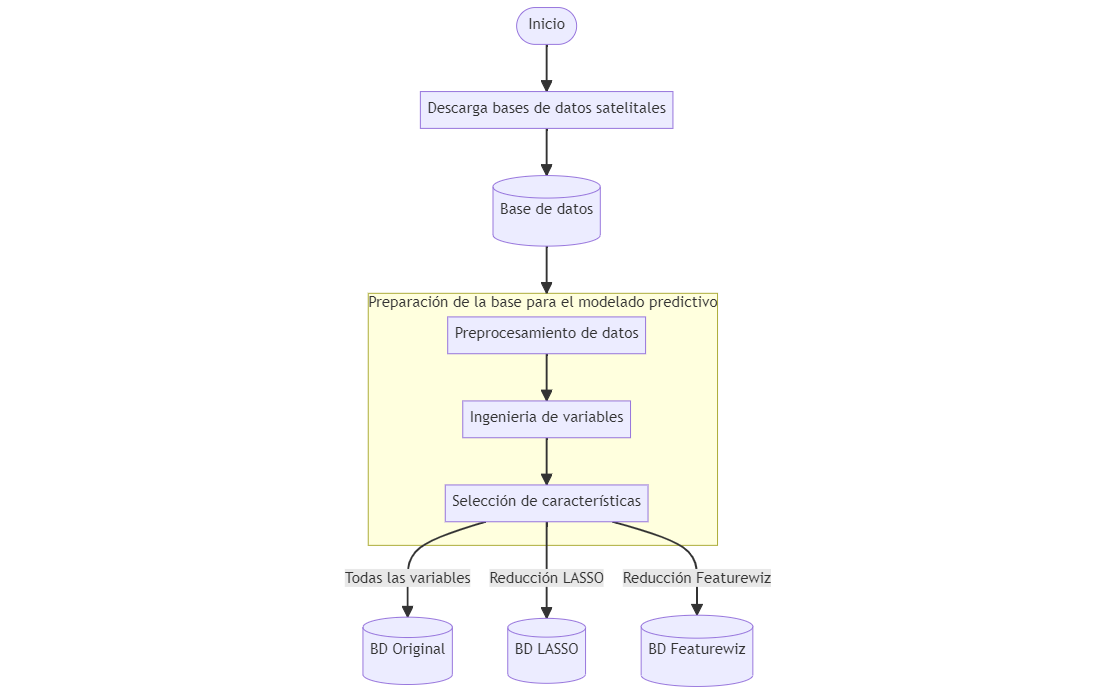 Inicio
Descarga bases de datos satelitales
Base de datos
Preparación de la base para el modelado predictivo
Preprocesamiento de datos
Ingenieria de variables
Selección de características
Todas las variables
Reducción LASSO
Reducción Featurewiz
BD Original
BD LASSO
BD Featurewiz